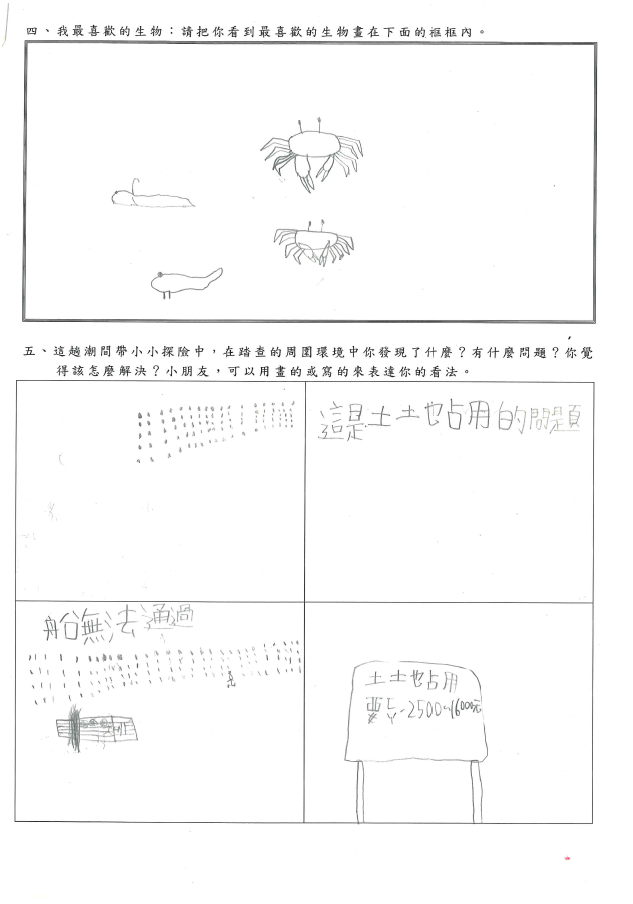 四、我最喜歡的生物：請把你看到最喜歡的生物畫在下面的框框內。
五、這趟潮間帶小小探險中，在踏查的周圍環境中你發現了什麼？有什麼問題？你覺
得該怎麼解決？小朋友，可以用畫的或寫的來表達你的看法。
這是土地佔用的問題
船無法通過
土地佔用
2500~16000元